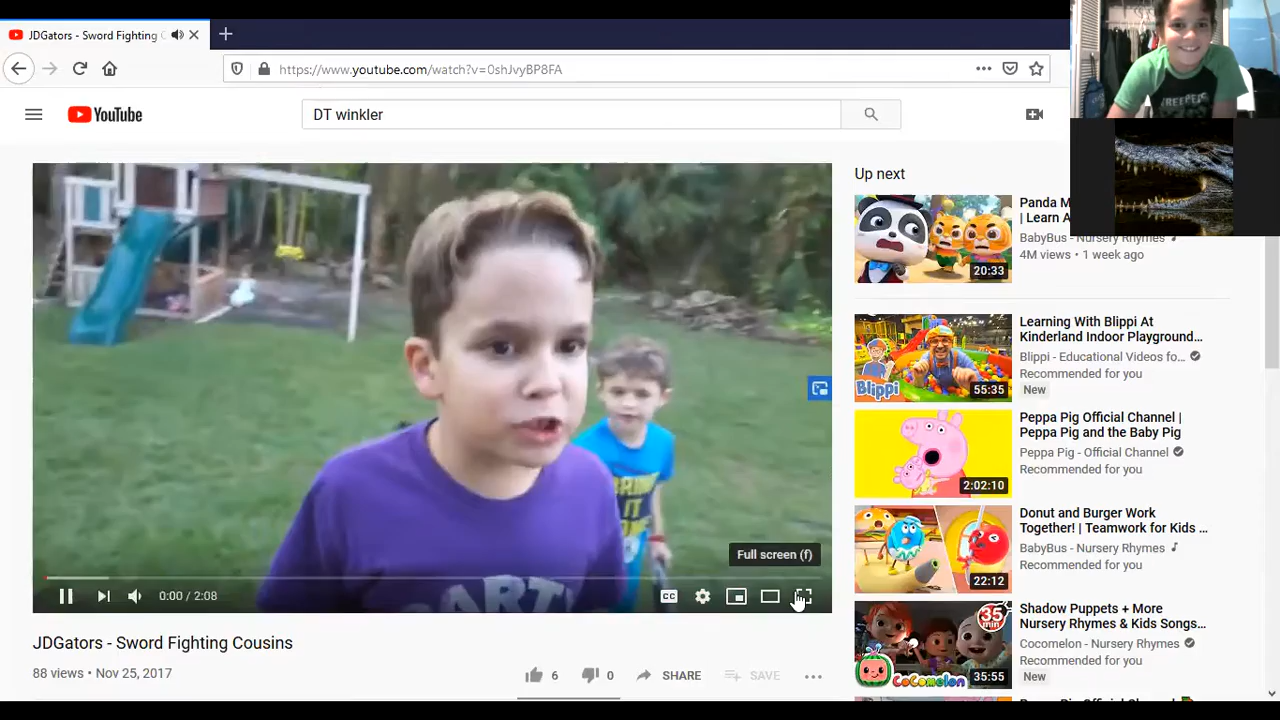 JDGators - Sword Fighting C
https://www.youtube.com/watch?v=0shJvyBP8FA
YouTube
DT winkler
Full screen (f)
CC
0:00 / 2:08
JDGators - Sword Fighting Cousins
88 views • Nov 25, 2017
6
0
SHARE
SAVE
Up next
20:33
Panda M
| Learn A
BabyBus - Nursery Rhymes
4M views • 1 week ago
Blippi
55:35
Learning With Blippi At
Kinderland Indoor Playground...
Blippi - Educational Videos fo...
Recommended for you
New
2:02:10
Peppa Pig Official Channel |
Peppa Pig and the Baby Pig
Peppa Pig - Official Channel
Recommended for you
22:12
Donut and Burger Work
Together! | Teamwork for Kids ...
BabyBus - Nursery Rhymes
Recommended for you
35 min
CoComelon
35:55
Shadow Puppets + More
Nursery Rhymes & Kids Songs...
Cocomelon - Nursery Rhymes
Recommended for you
New